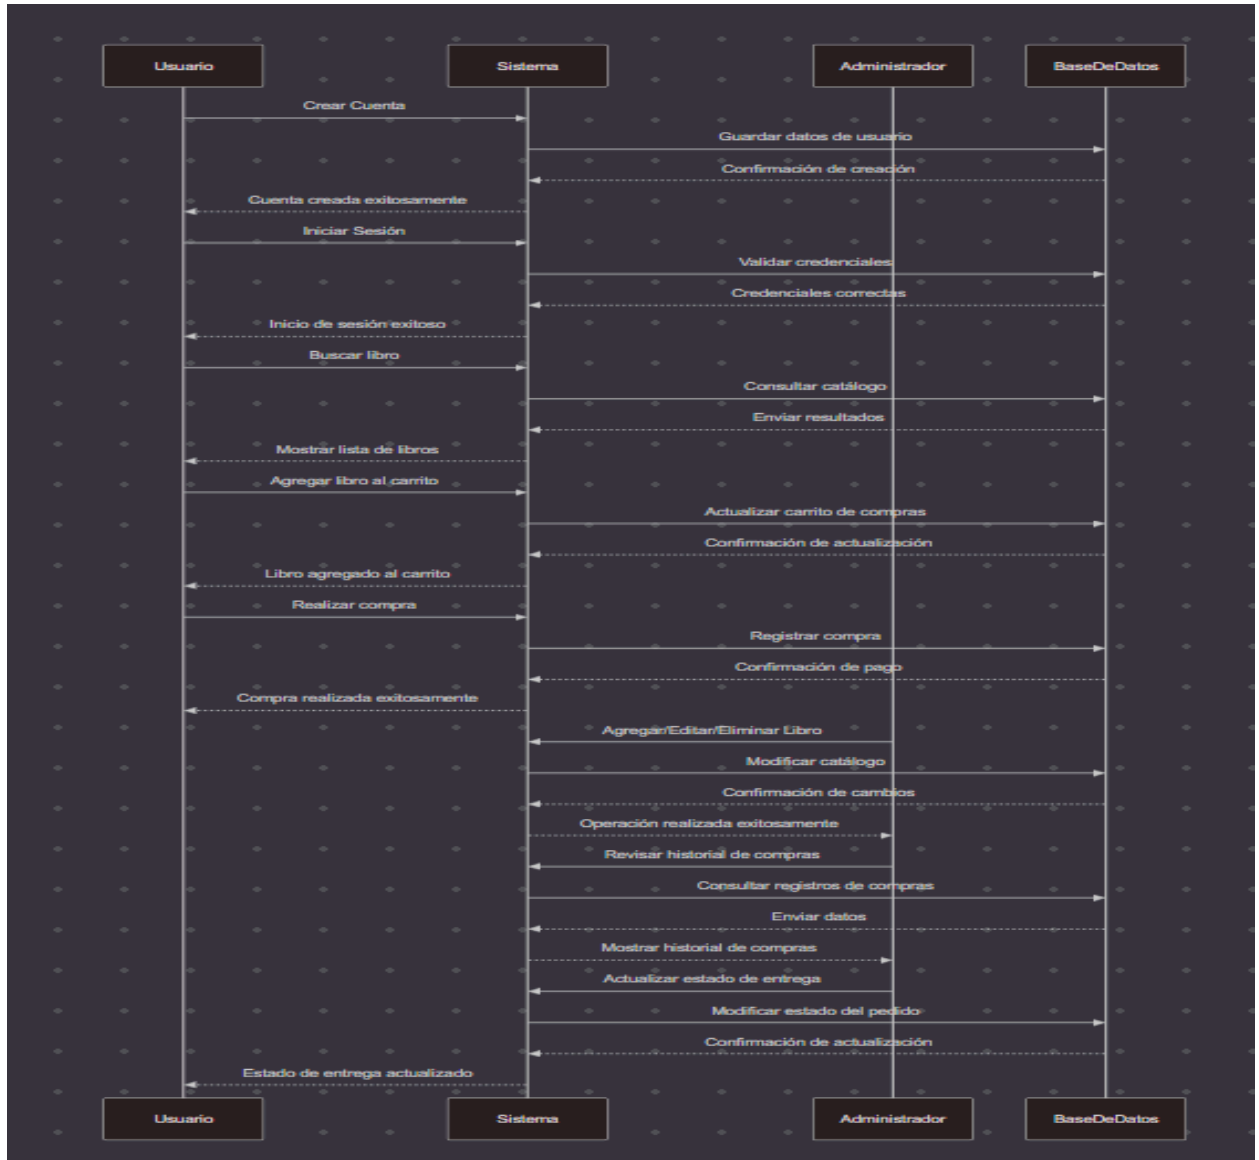 Usuario
Sistema
Administrador
BaseDeDatos
Crear Cuenta
Guardar datos de usuario
Confirmación de creación
Cuenta creada exitosamente
Iniciar Sesión
Validar credenciales
Credenciales correctas
Inicio de sesión exitoso
Buscar libro
Consultar catálogo
Enviar resultados
Mostrar lista de libros
Agregar libro al carrito
Actualizar carrito de compras
Confirmación de actualización
Libro agregado al carrito
Realizar compra
Registrar compra
Confirmación de pago
Compra realizada exitosamente
Agregar/Editar/Eliminar Libro
Modificar catálogo
Confirmación de cambios
Operación realizada exitosamente
Revisar historial de compras
Consultar registros de compras
Enviar datos
Mostrar historial de compras
Actualizar estado de entrega
Modificar estado del pedido
Confirmación de actualización
Estado de entrega actualizado
Usuario
Sistema
Administrador
BaseDeDatos